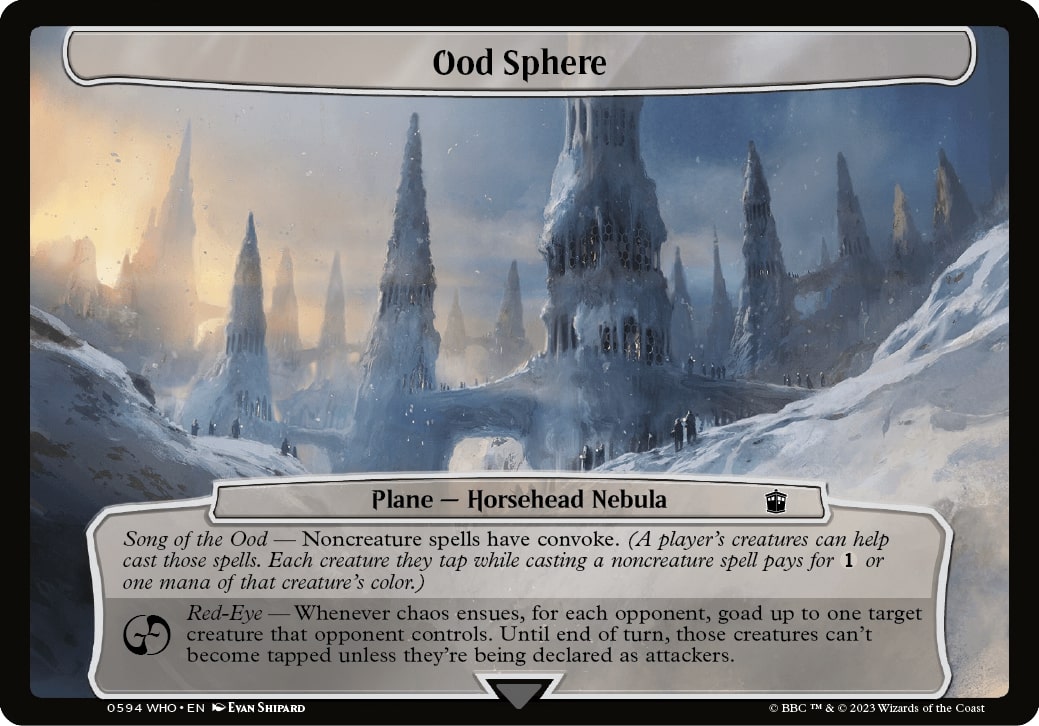 Ood Sphere
Plane — Horsehead Nebula
Song of the Ood — Noncreature spells have convoke. (A player's creatures can help
cast those spells. Each creature they tap while casting a noncreature spell pays for 1 or
one mana of that creature's color.)
Red-Eye — Whenever chaos ensues, for each opponent, goad up to one target
creature that opponent controls. Until end of turn, those creatures can't
become tapped unless they're being declared as attackers.
0594 WHO • EN Evan Shipard
© BBC ™ & © 2023 Wizards of the Coast